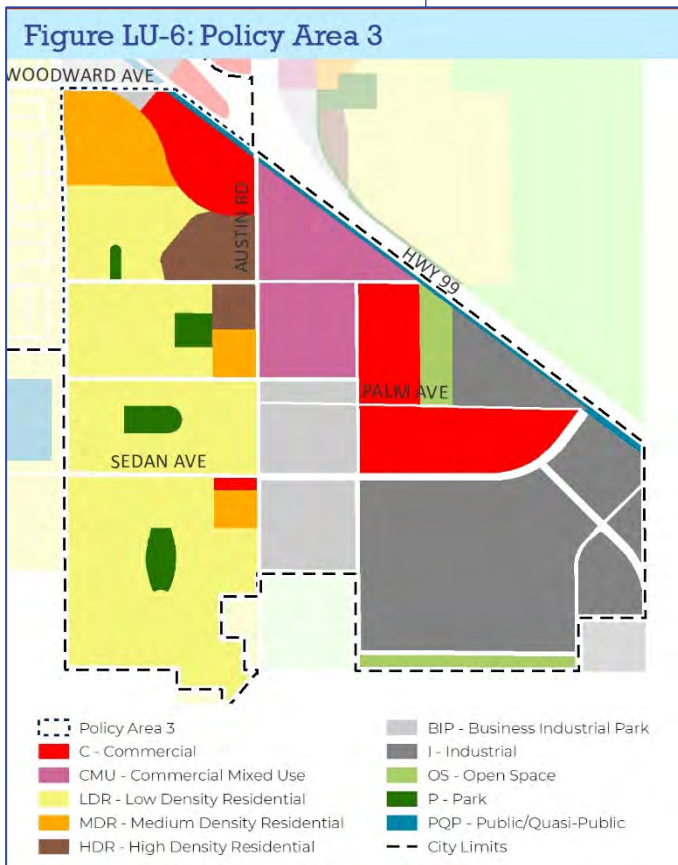 Figure LU-6: Policy Area 3
WOODWARD AVE
AUSTIN RD
HWY 99
PALM AVE
SEDAN AVE
Policy Area 3
C - Commercial
CMU - Commercial Mixed Use
LDR - Low Density Residential
MDR - Medium Density Residential
HDR - High Density Residential
BIP - Business Industrial Park
I - Industrial
OS - Open Space
P - Park
PQP - Public/Quasi-Public
City Limits